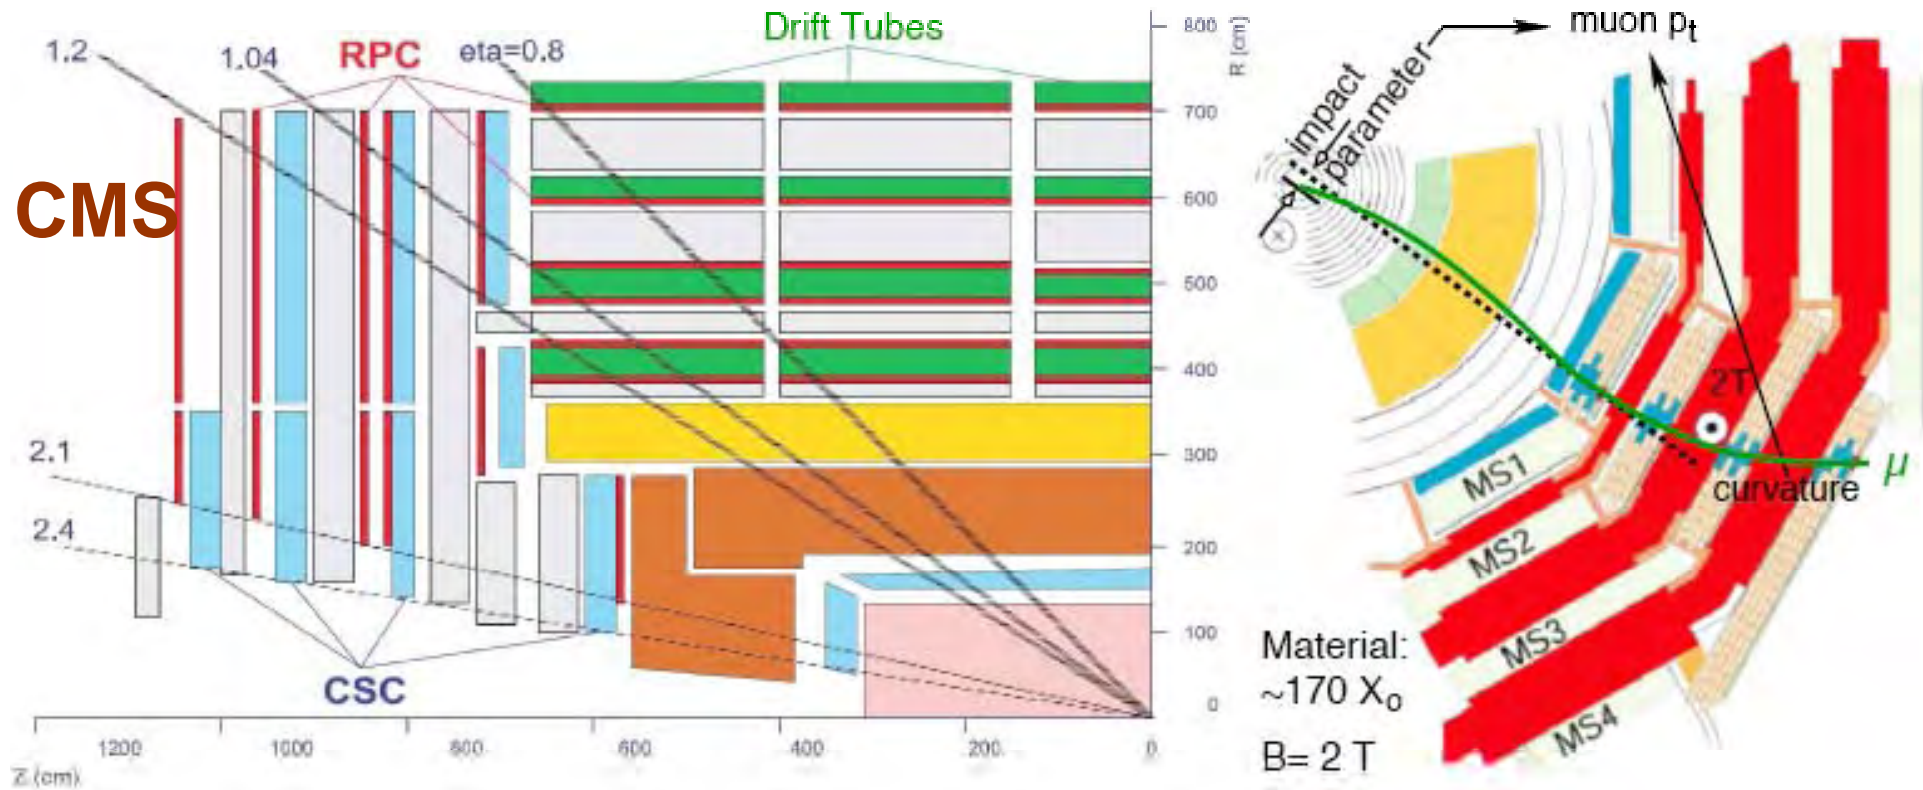 Drift Tubes
muon pt
1.2
1.04
RPC
eta=0.8
800
R [cm]
impact
parameter
700
CMS
600
500
400
2T
2.1
300
μ
MS1
curvature
2.4
200
MS2
100
Material:
MS3
~170 X₀
CSC
0
MS4
1200
1000
800
600
400
200
0
B= 2 T
Z (cm)